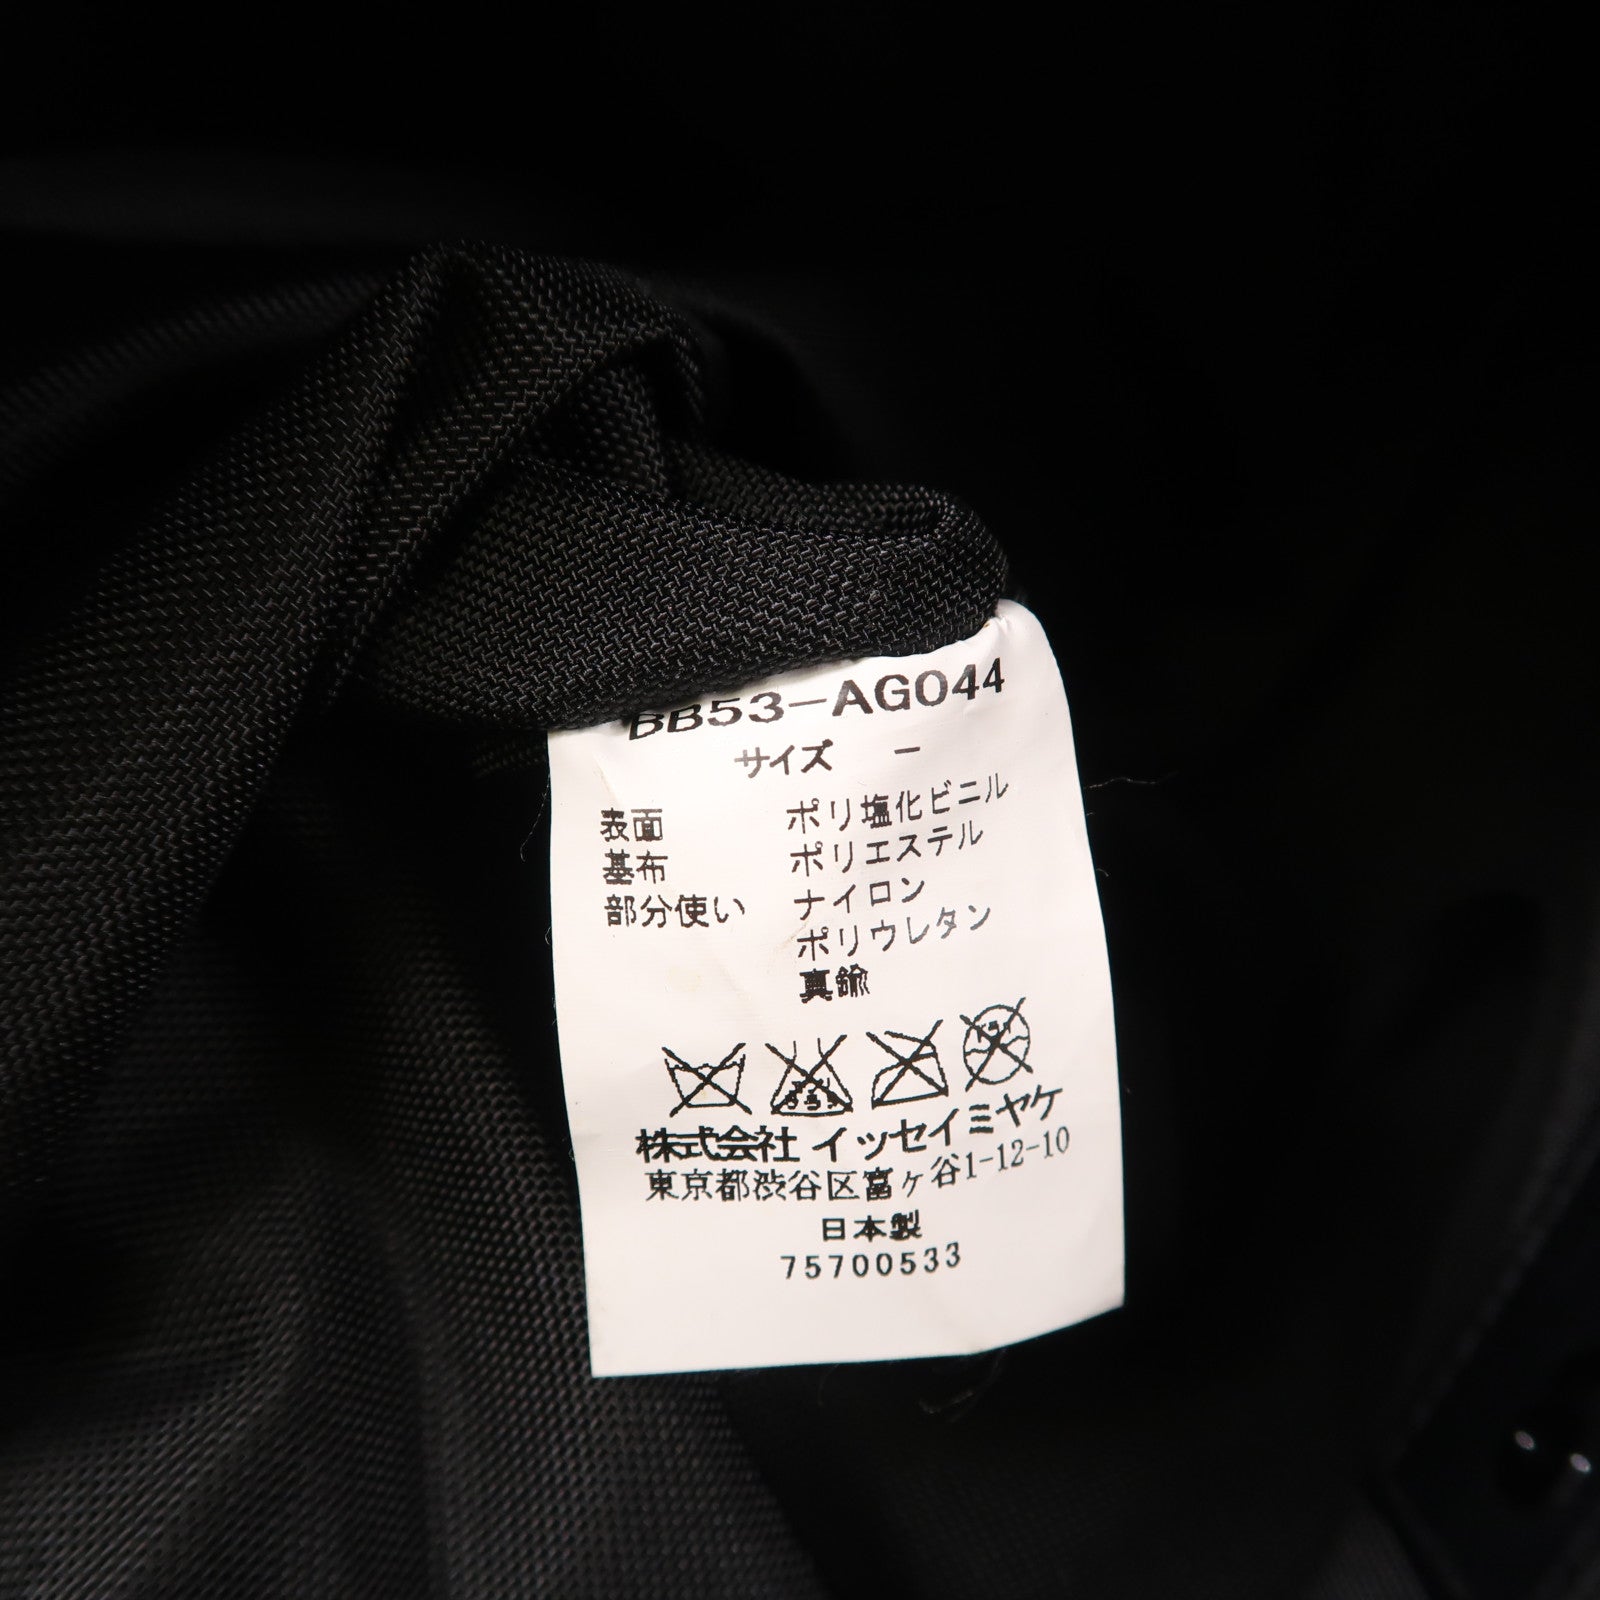 BB53-AG044
サイズ －
表面 ポリ塩化ビニル
基布 ポリエステル
部分使い ナイロン
ポリウレタン
真鍮
株式会社 イッセイミヤケ
東京都渋谷区富ヶ谷1-12-10
日本製
75700533